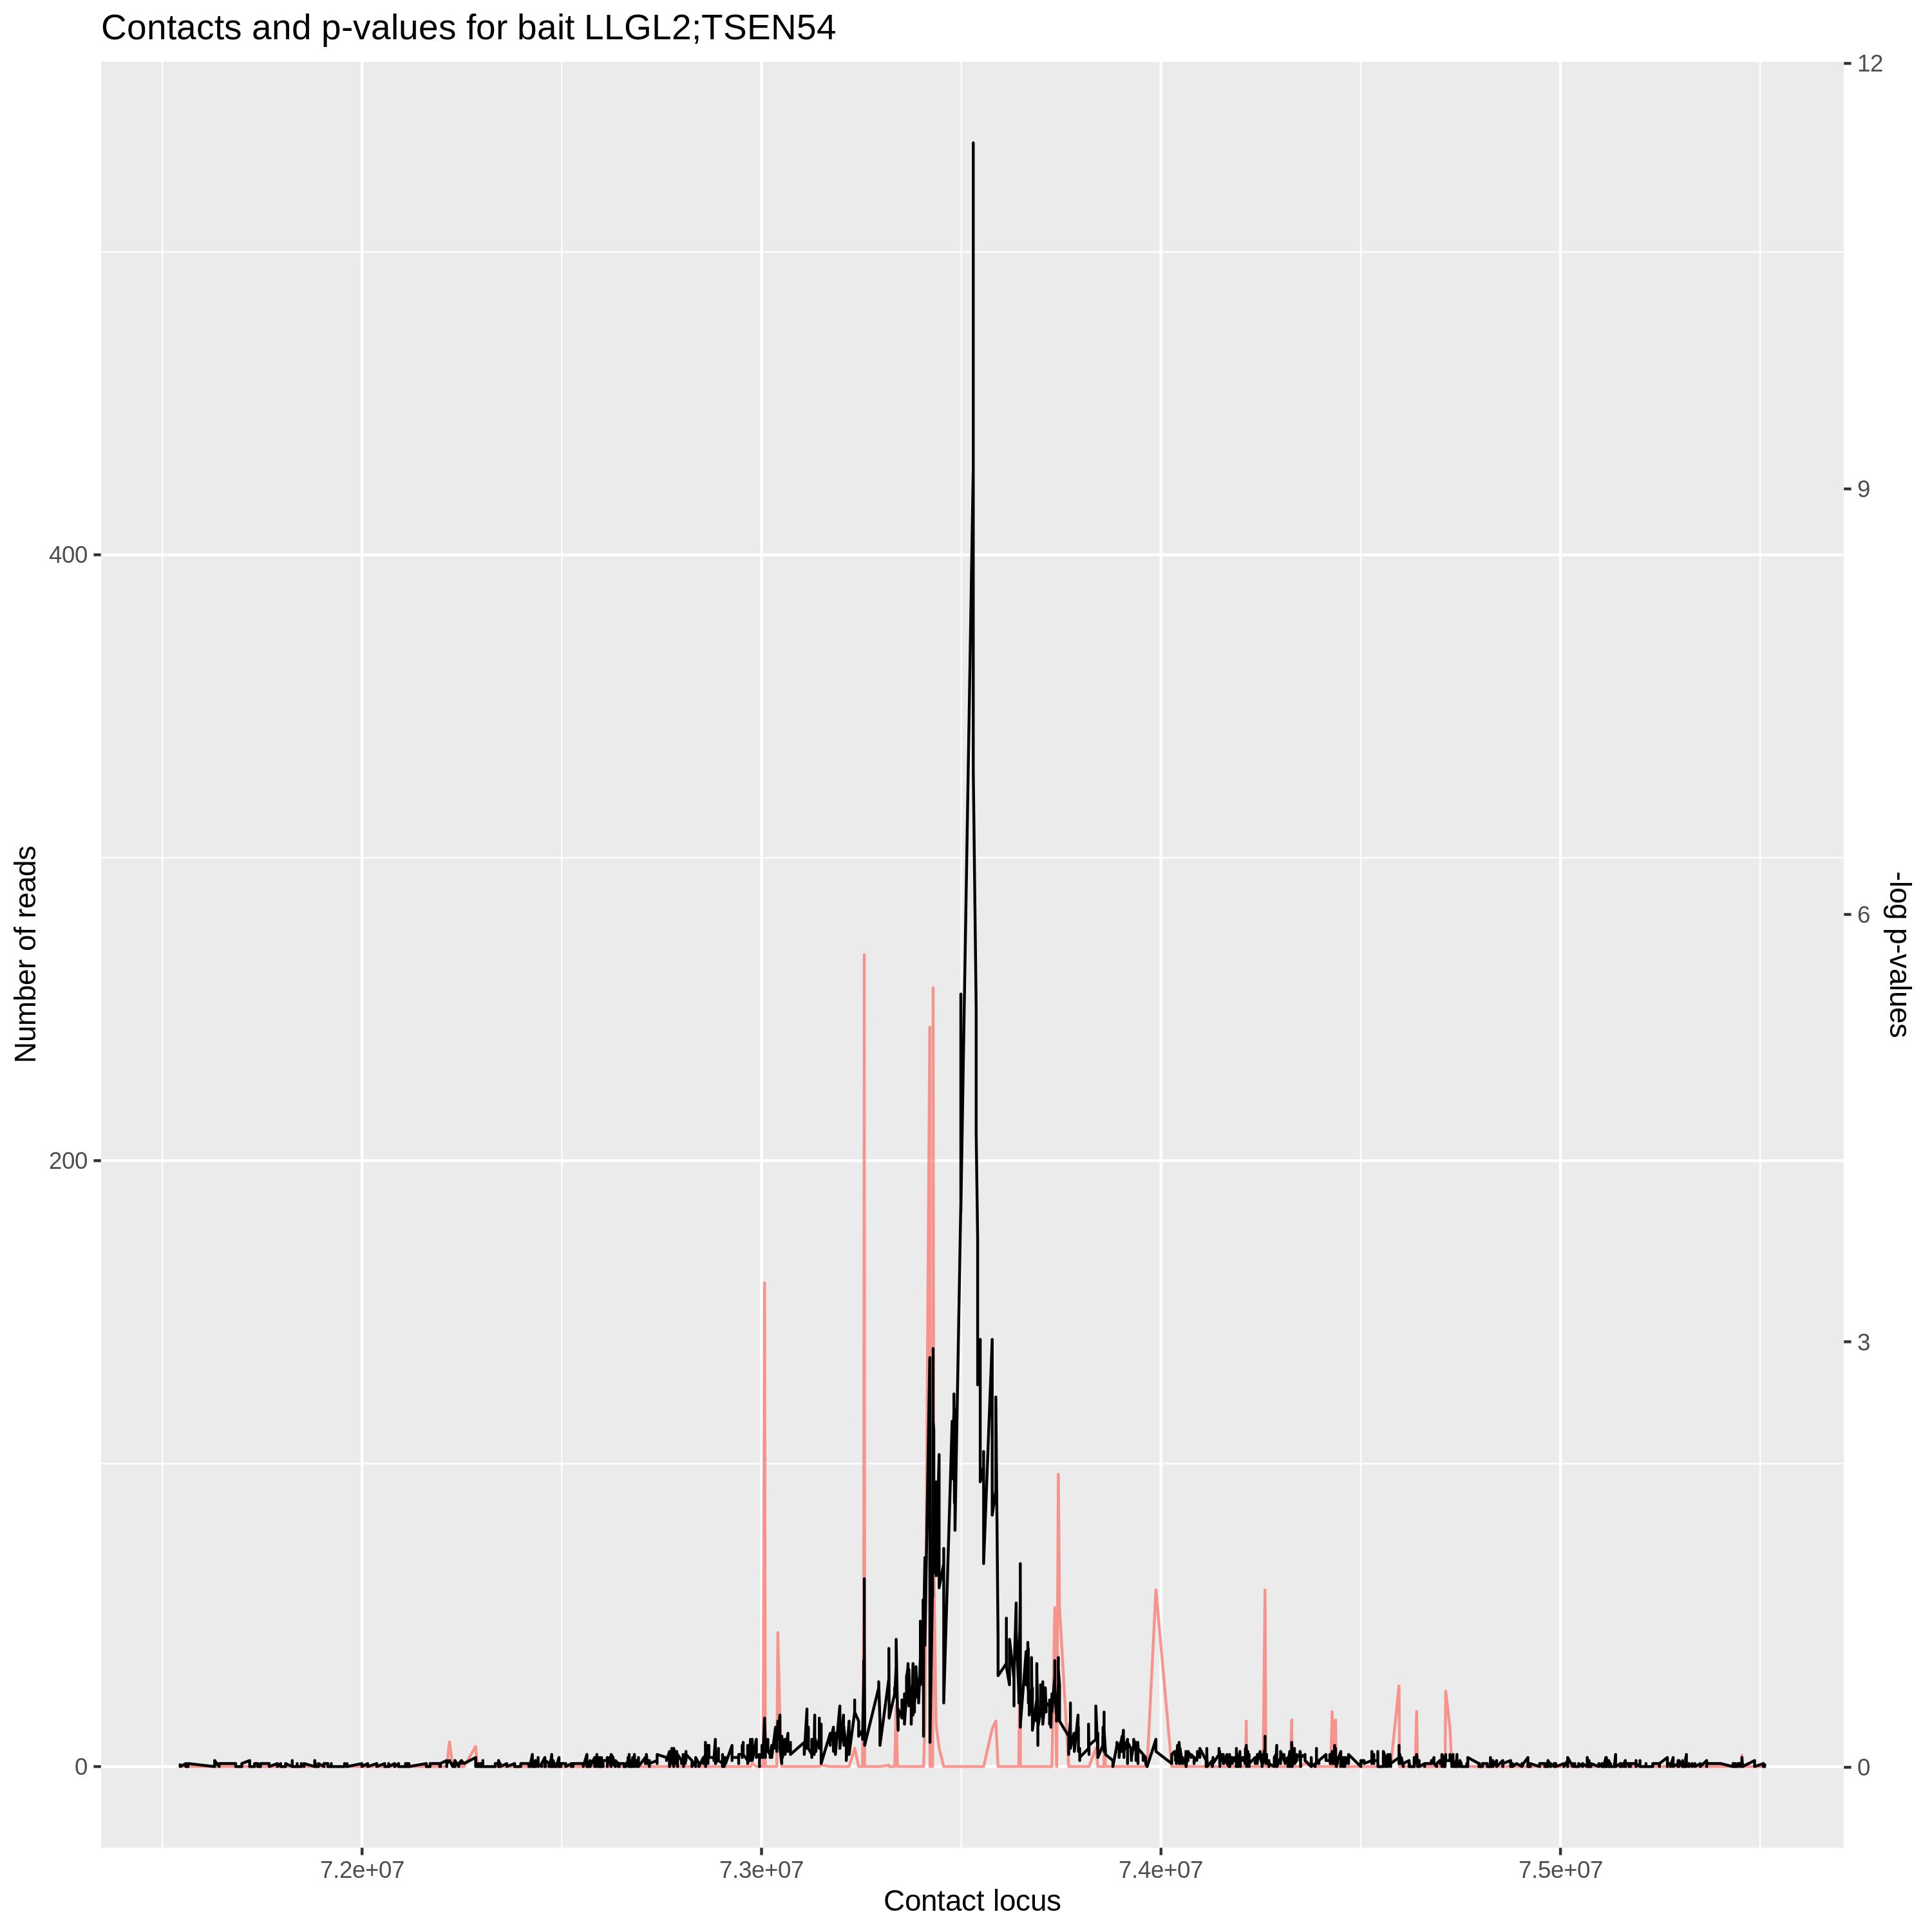 Contacts and p-values for bait LLGL2;TSEN54
Number of reads
400
200
0
12
9
6
3
0
-log p-values
7.2e+07
7.3e+07
7.4e+07
7.5e+07
Contact locus